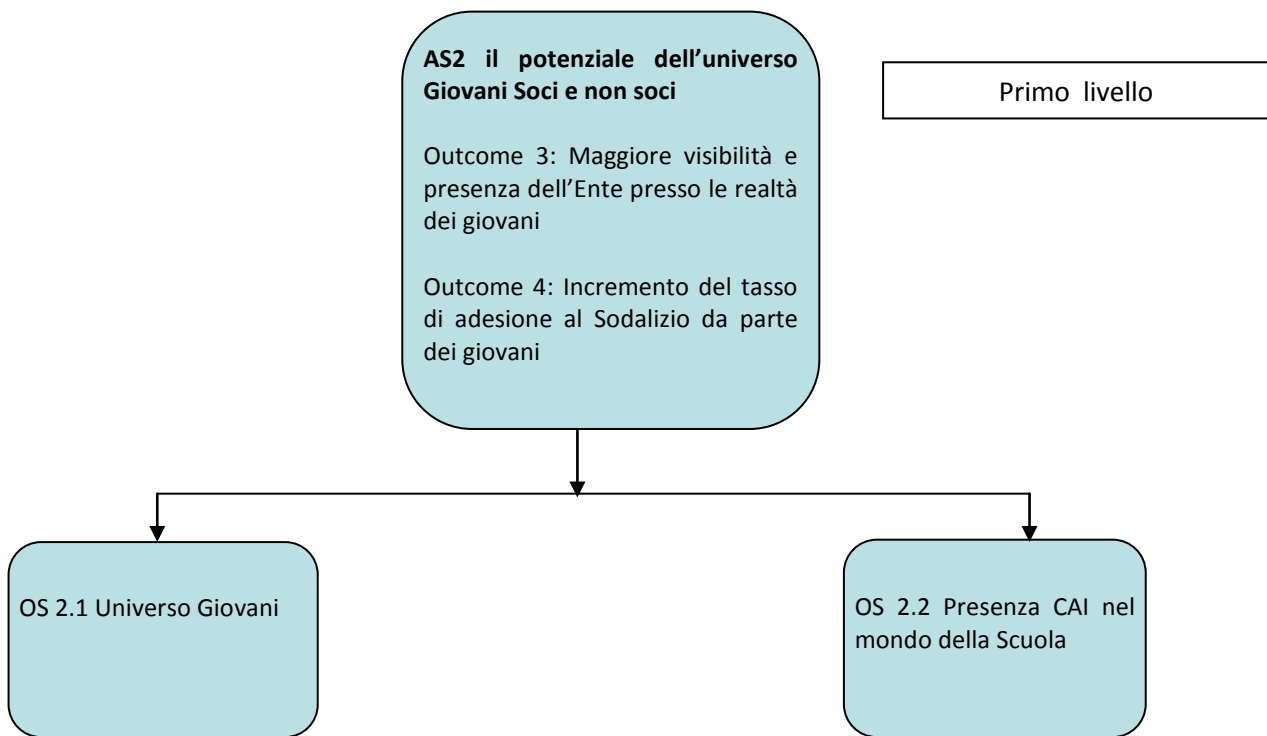 AS2 il potenziale dell’universo
Giovani Soci e non soci
Primo livello
Outcome 3: Maggiore visibilità e
presenza dell’Ente presso le realtà
dei giovani
Outcome 4: Incremento del tasso
di adesione al Sodalizio da parte
dei giovani
OS 2.1 Universo Giovani
OS 2.2 Presenza CAI nel
mondo della Scuola